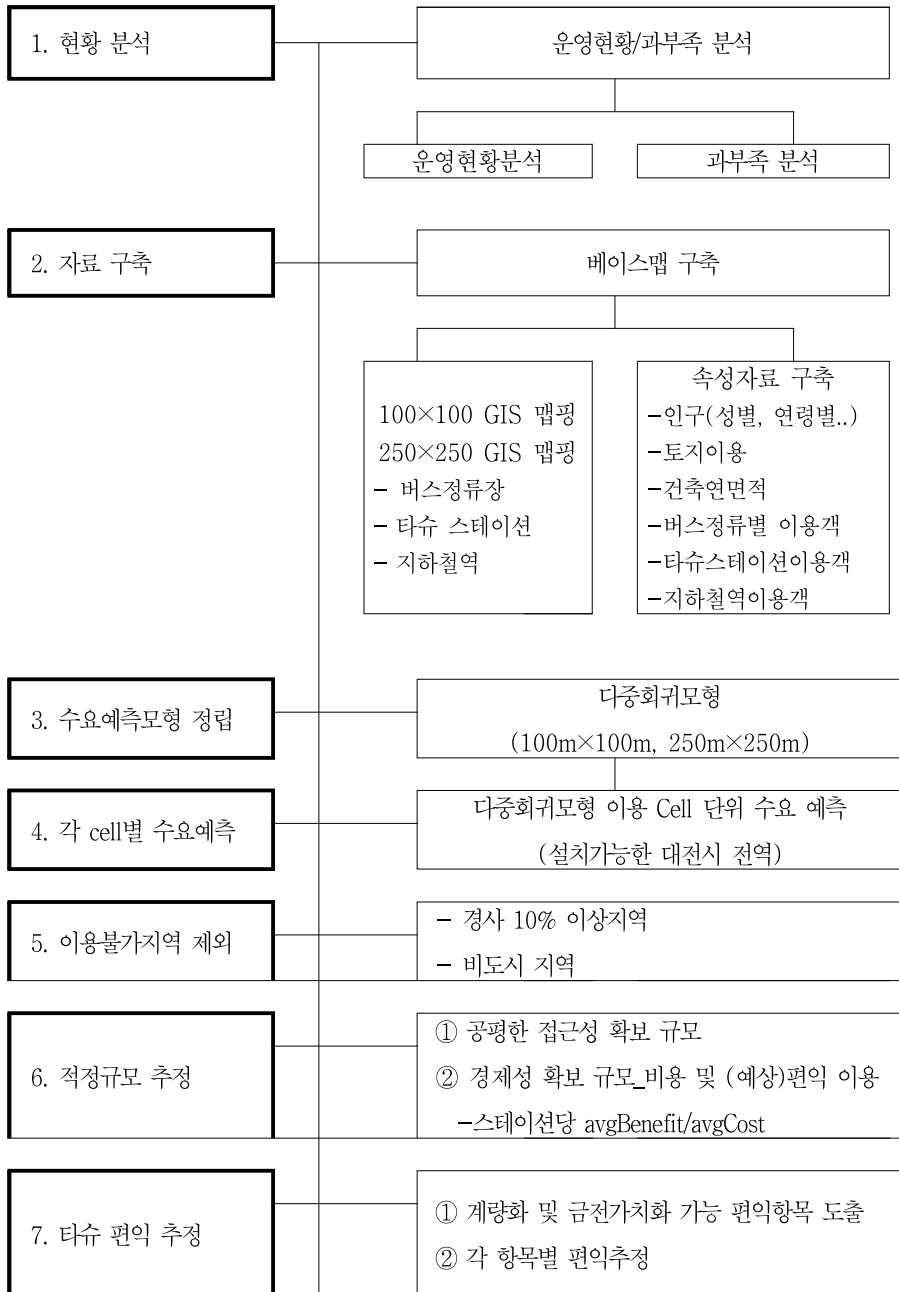 1. 현황 분석
운영현황/과부족 분석
운영현황분석
과부족 분석
2. 자료 구축
베이스맵 구축
100×100 GIS 맵핑
250×250 GIS 맵핑
- 버스정류장
- 타슈 스테이션
- 지하철역
속성자료 구축
-인구(성별, 연령별..)
-토지이용
-건축연면적
-버스정류별 이용객
-타슈스테이션이용객
-지하철역이용객
3. 수요예측모형 정립
다중회귀모형
(100m×100m, 250m×250m)
4. 각 cell별 수요예측
다중회귀모형 이용 Cell 단위 수요 예측
(설치가능한 대전시 전역)
5. 이용불가지역 제외
- 경사 10% 이상지역
- 비도시 지역
6. 적정규모 추정
① 공평한 접근성 확보 규모
② 경제성 확보 규모_비용 및 (예상)편익 이용
-스테이션당 avgBenefit/avgCost
7. 타슈 편익 추정
① 계량화 및 금전가치화 가능 편익항목 도출
② 각 항목별 편익추정